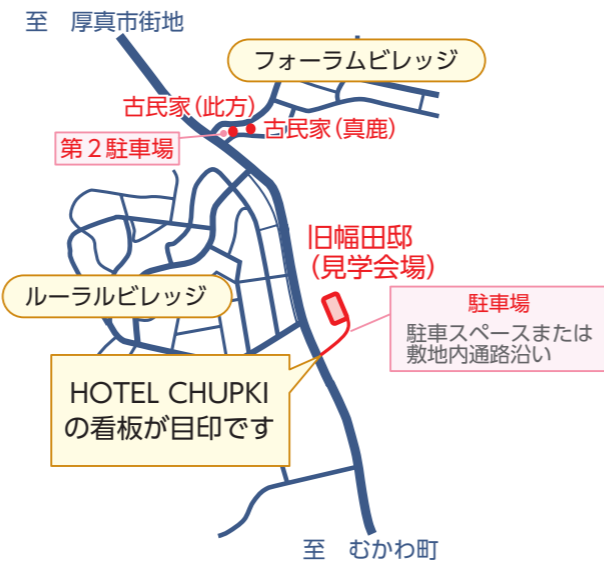 至　厚真市街地
フォーラムビレッジ
古民家(此方)
古民家(真鹿)
第2駐車場
旧幅田邸
(見学会場)
ルーラルビレッジ
駐車場
駐車スペースまたは
敷地内通路沿い
HOTEL CHUPKI
の看板が目印です
至　むかわ町